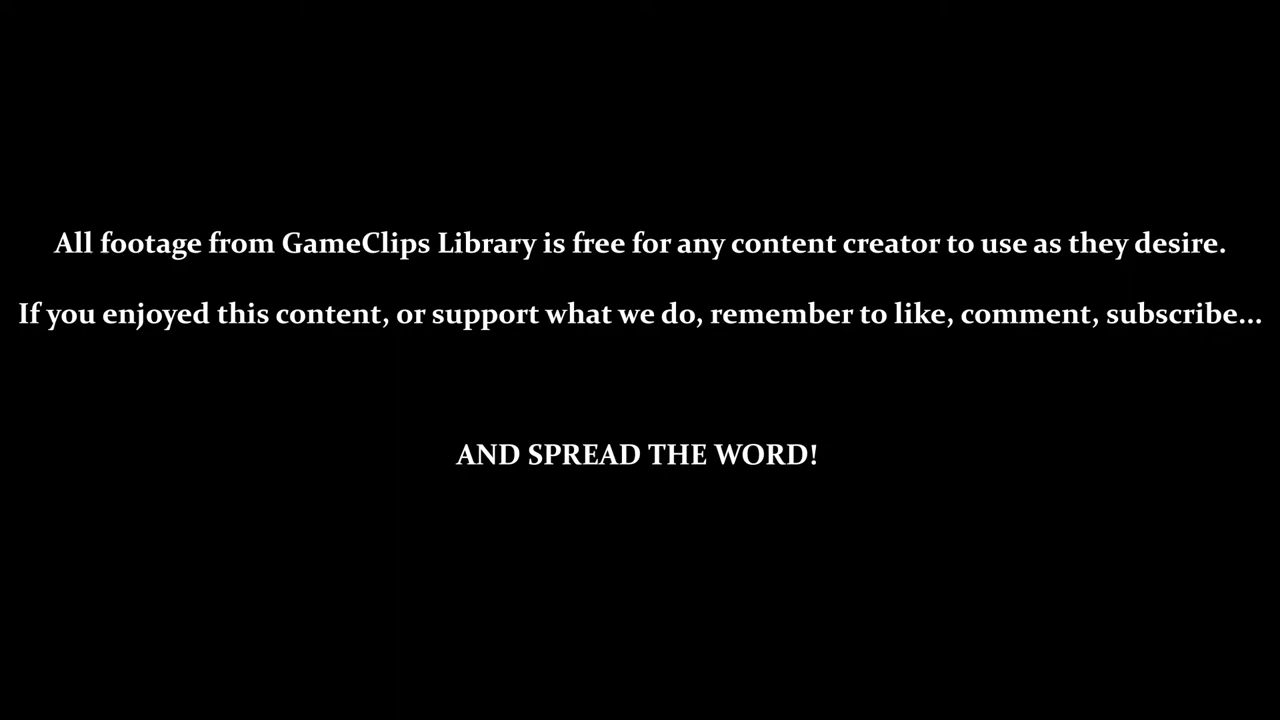 All footage from GameClips Library is free for any content creator to use as they desire.
If you enjoyed this content, or support what we do, remember to like, comment, subscribe...
AND SPREAD THE WORD!